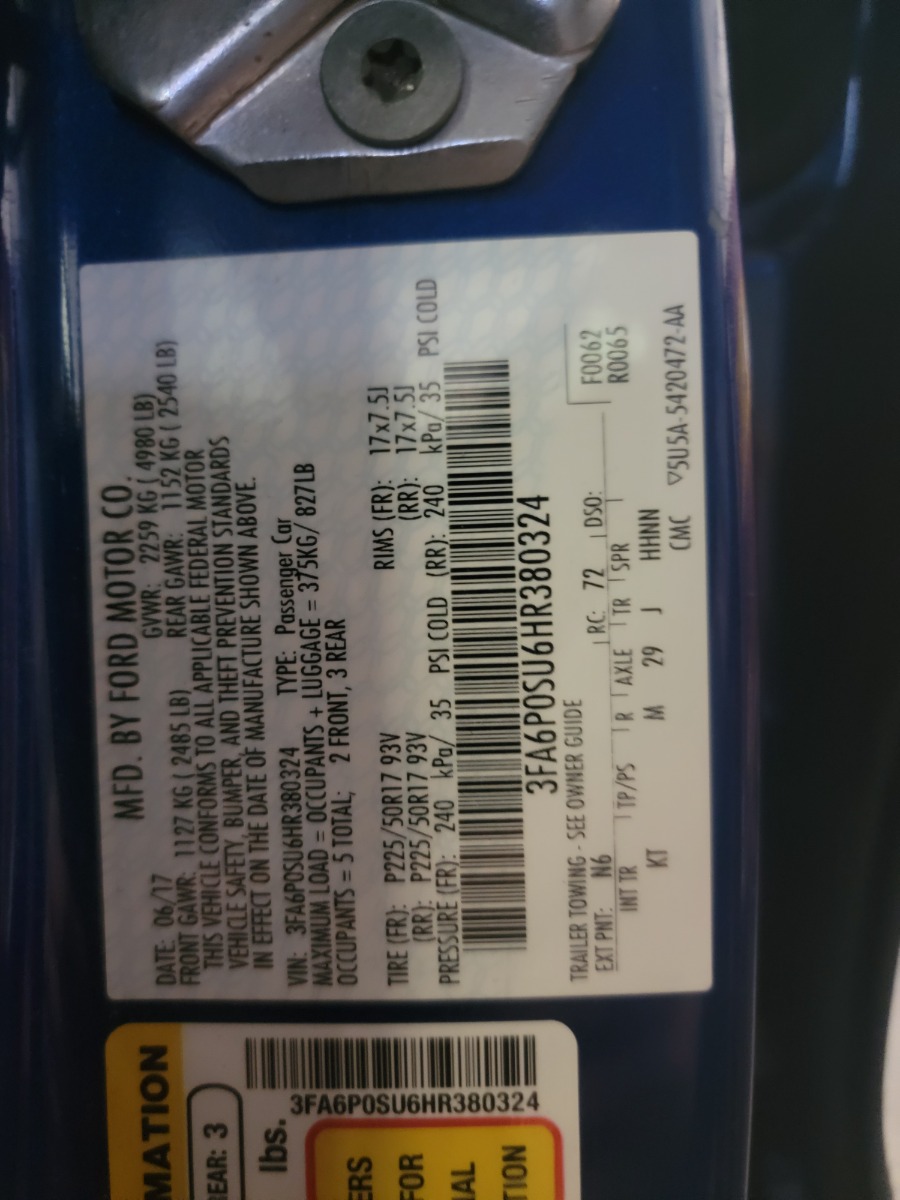 MFD. BY FORD MOTOR CO.
DATE: 06/17 GVWR: 2259 KG ( 4980 LB)
FRONT GAWR: 1127 KG ( 2485 LB) REAR GAWR: 1152 KG ( 2540 LB)
THIS VEHICLE CONFORMS TO ALL APPLICABLE FEDERAL MOTOR
VEHICLE SAFETY, BUMPER, AND THEFT PREVENTION STANDARDS
IN EFFECT ON THE DATE OF MANUFACTURE SHOWN ABOVE.
VIN: 3FA6P0SU6HR380324 TYPE: Passenger Car
MAXIMUM LOAD = OCCUPANTS + LUGGAGE = 375KG/ 827LB
OCCUPANTS = 5 TOTAL; 2 FRONT, 3 REAR
TIRE (FR): P225/50R17 93V RIMS (FR): 17x7.5J
(RR): P225/50R17 93V (RR): 17x7.5J
PRESSURE (FR): 240 kPa/ 35 PSI COLD (RR): 240 kPa/ 35 PSI COLD
3FA6P0SU6HR380324
TRAILER TOWING - SEE OWNER GUIDE F0062
EXT PNT: N6 RC: 72 DSO: R0065
INT TR TP/PS R AXLE TR SPR
KT M 29 J HHNN
CMC ▽5U5A-5420472-AA
MATION
EAR: 3
3FA6P0SU6HR380324
lbs.
ERS
FOR
IAL
TION